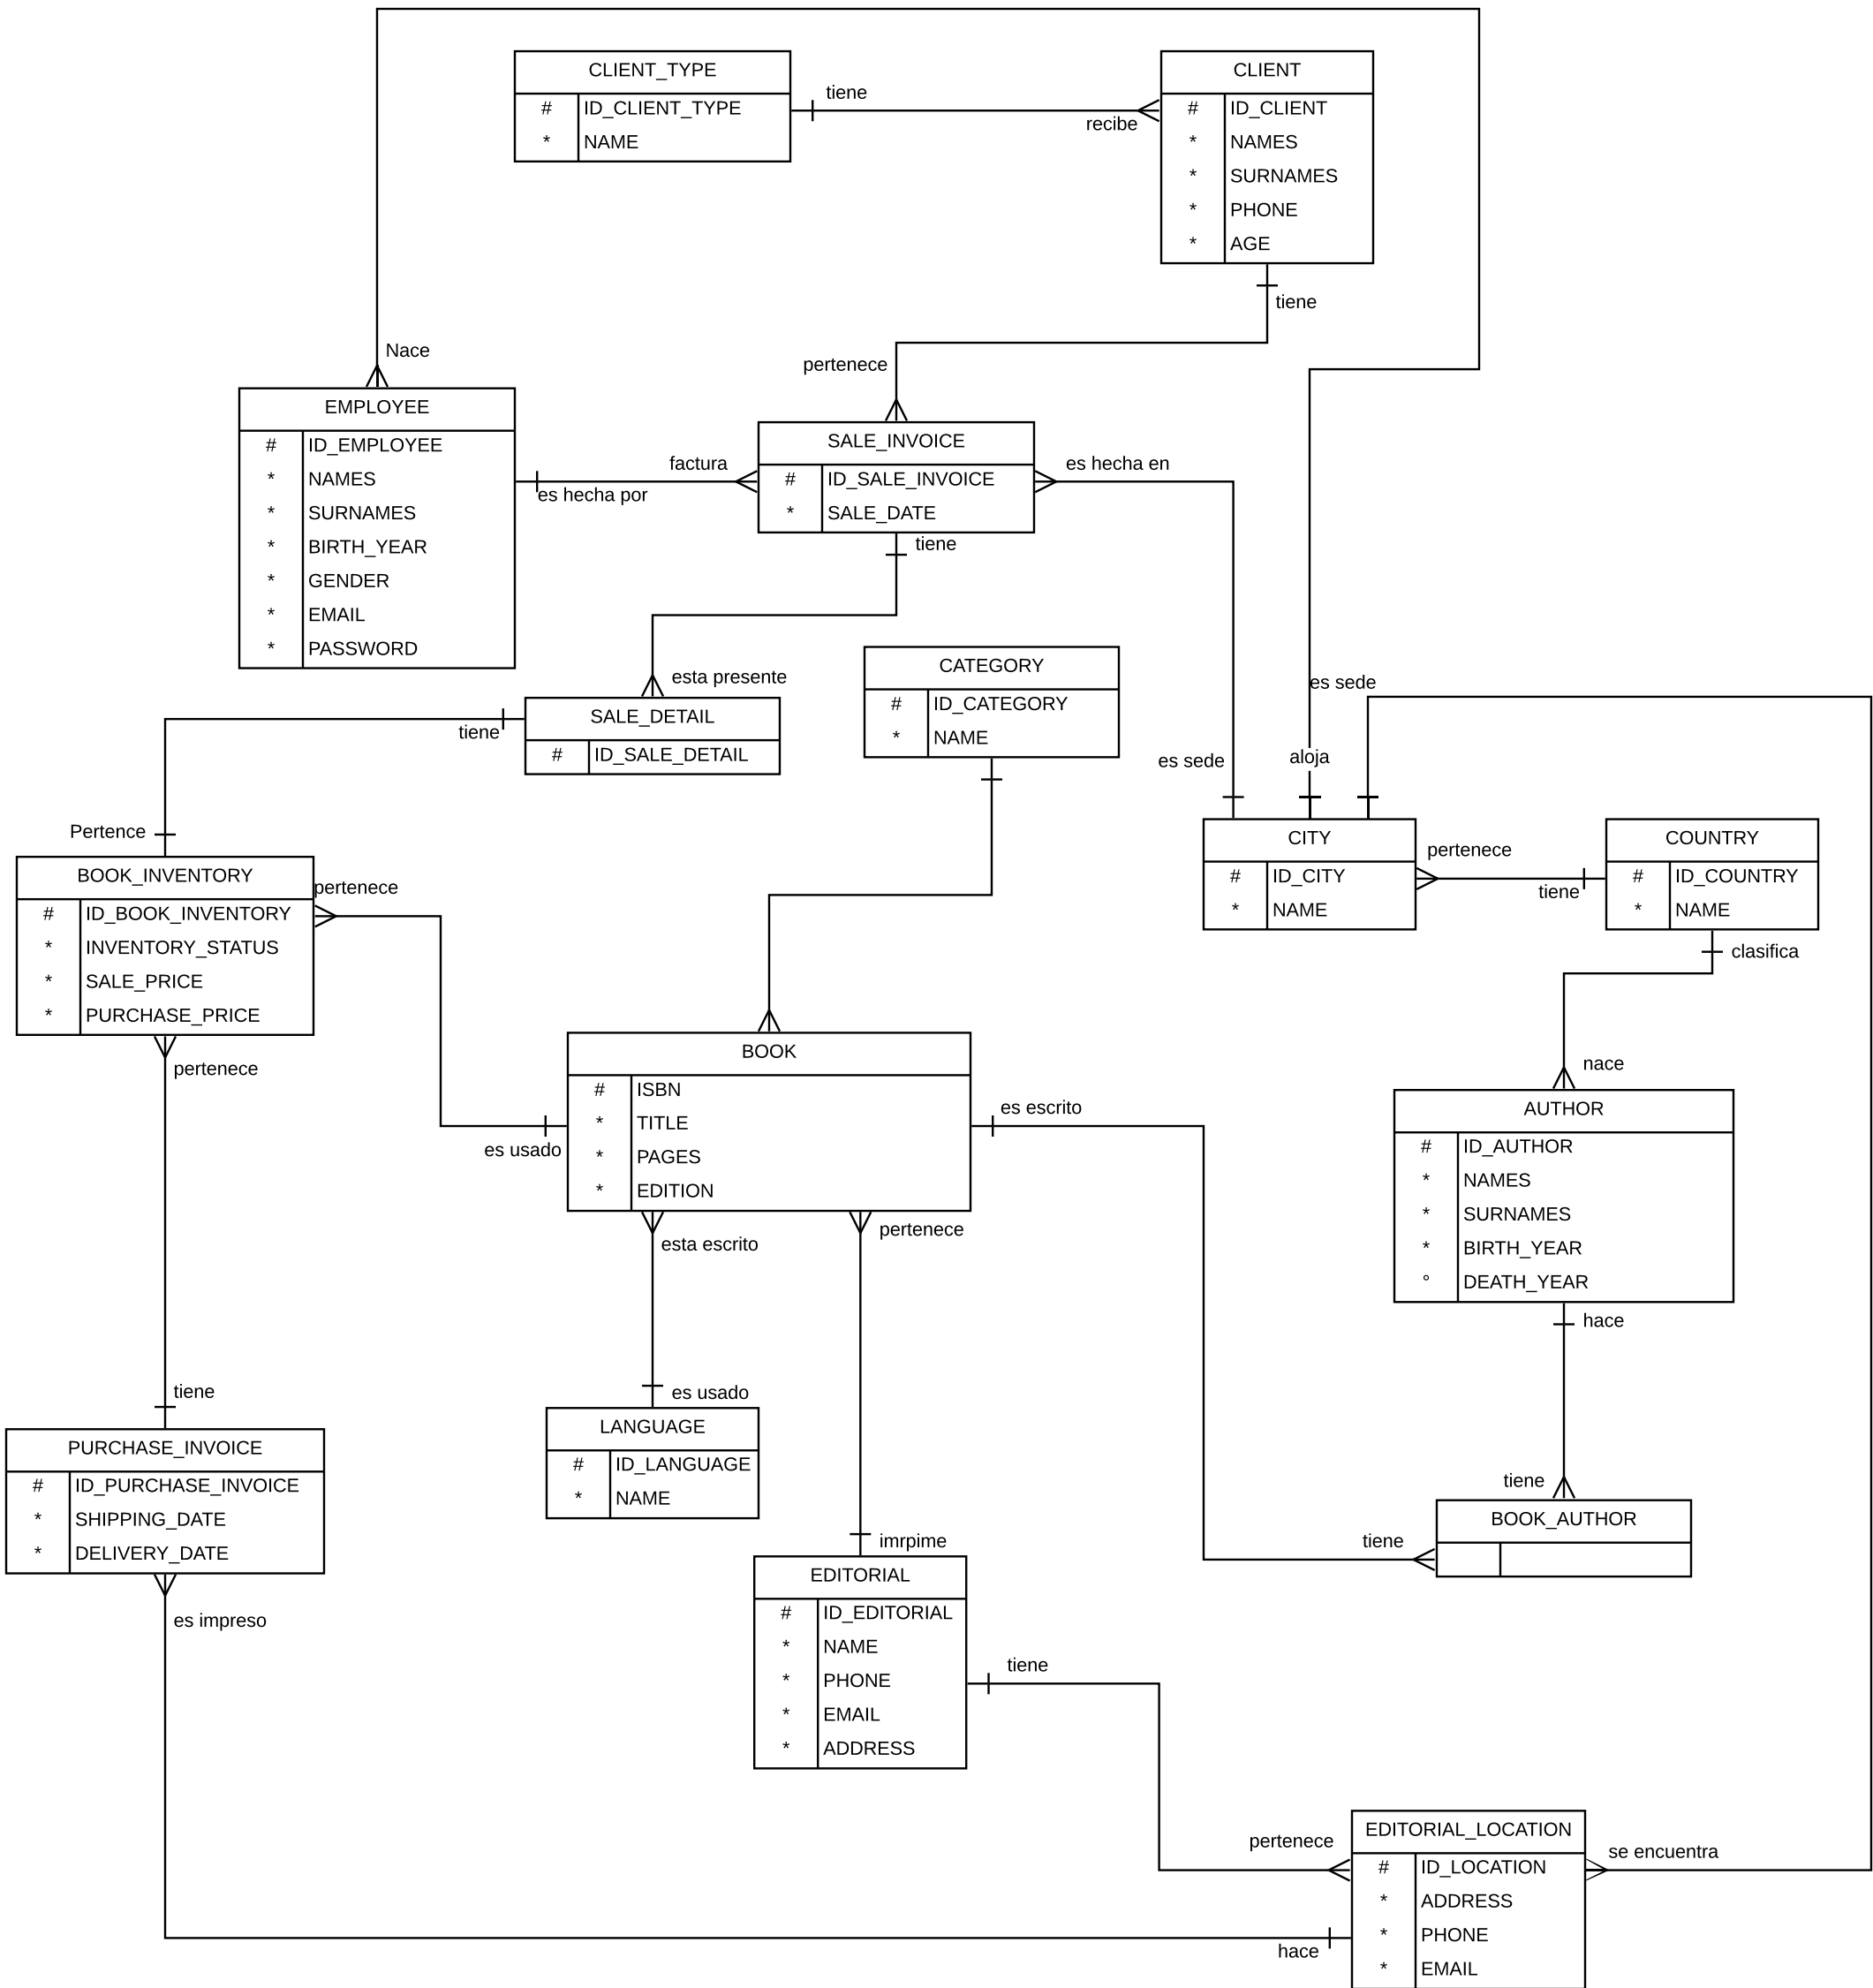 CLIENT_TYPE
# ID_CLIENT_TYPE
* NAME
tiene
recibe
CLIENT
# ID_CLIENT
* NAMES
* SURNAMES
* PHONE
* AGE
tiene
pertenece
Nace
EMPLOYEE
# ID_EMPLOYEE
* NAMES
* SURNAMES
* BIRTH_YEAR
* GENDER
* EMAIL
* PASSWORD
factura
es hecha por
SALE_INVOICE
# ID_SALE_INVOICE
* SALE_DATE
es hecha en
tiene
esta presente
SALE_DETAIL
# ID_SALE_DETAIL
tiene
CATEGORY
# ID_CATEGORY
* NAME
es sede
es sede
aloja
Pertence
BOOK_INVENTORY
# ID_BOOK_INVENTORY
* INVENTORY_STATUS
* SALE_PRICE
* PURCHASE_PRICE
pertenece
pertenece
CITY
# ID_CITY
* NAME
pertenece
tiene
COUNTRY
# ID_COUNTRY
* NAME
clasifica
nace
BOOK
# ISBN
* TITLE
* PAGES
* EDITION
es usado
es escrito
esta escrito
pertenece
AUTHOR
# ID_AUTHOR
* NAMES
* SURNAMES
* BIRTH_YEAR
° DEATH_YEAR
hace
tiene
tiene
BOOK_AUTHOR
tiene
PURCHASE_INVOICE
# ID_PURCHASE_INVOICE
* SHIPPING_DATE
* DELIVERY_DATE
es impreso
es usado
LANGUAGE
# ID_LANGUAGE
* NAME
imrpime
EDITORIAL
# ID_EDITORIAL
* NAME
* PHONE
* EMAIL
* ADDRESS
tiene
pertenece
EDITORIAL_LOCATION
# ID_LOCATION
* ADDRESS
* PHONE
* EMAIL
se encuentra
hace